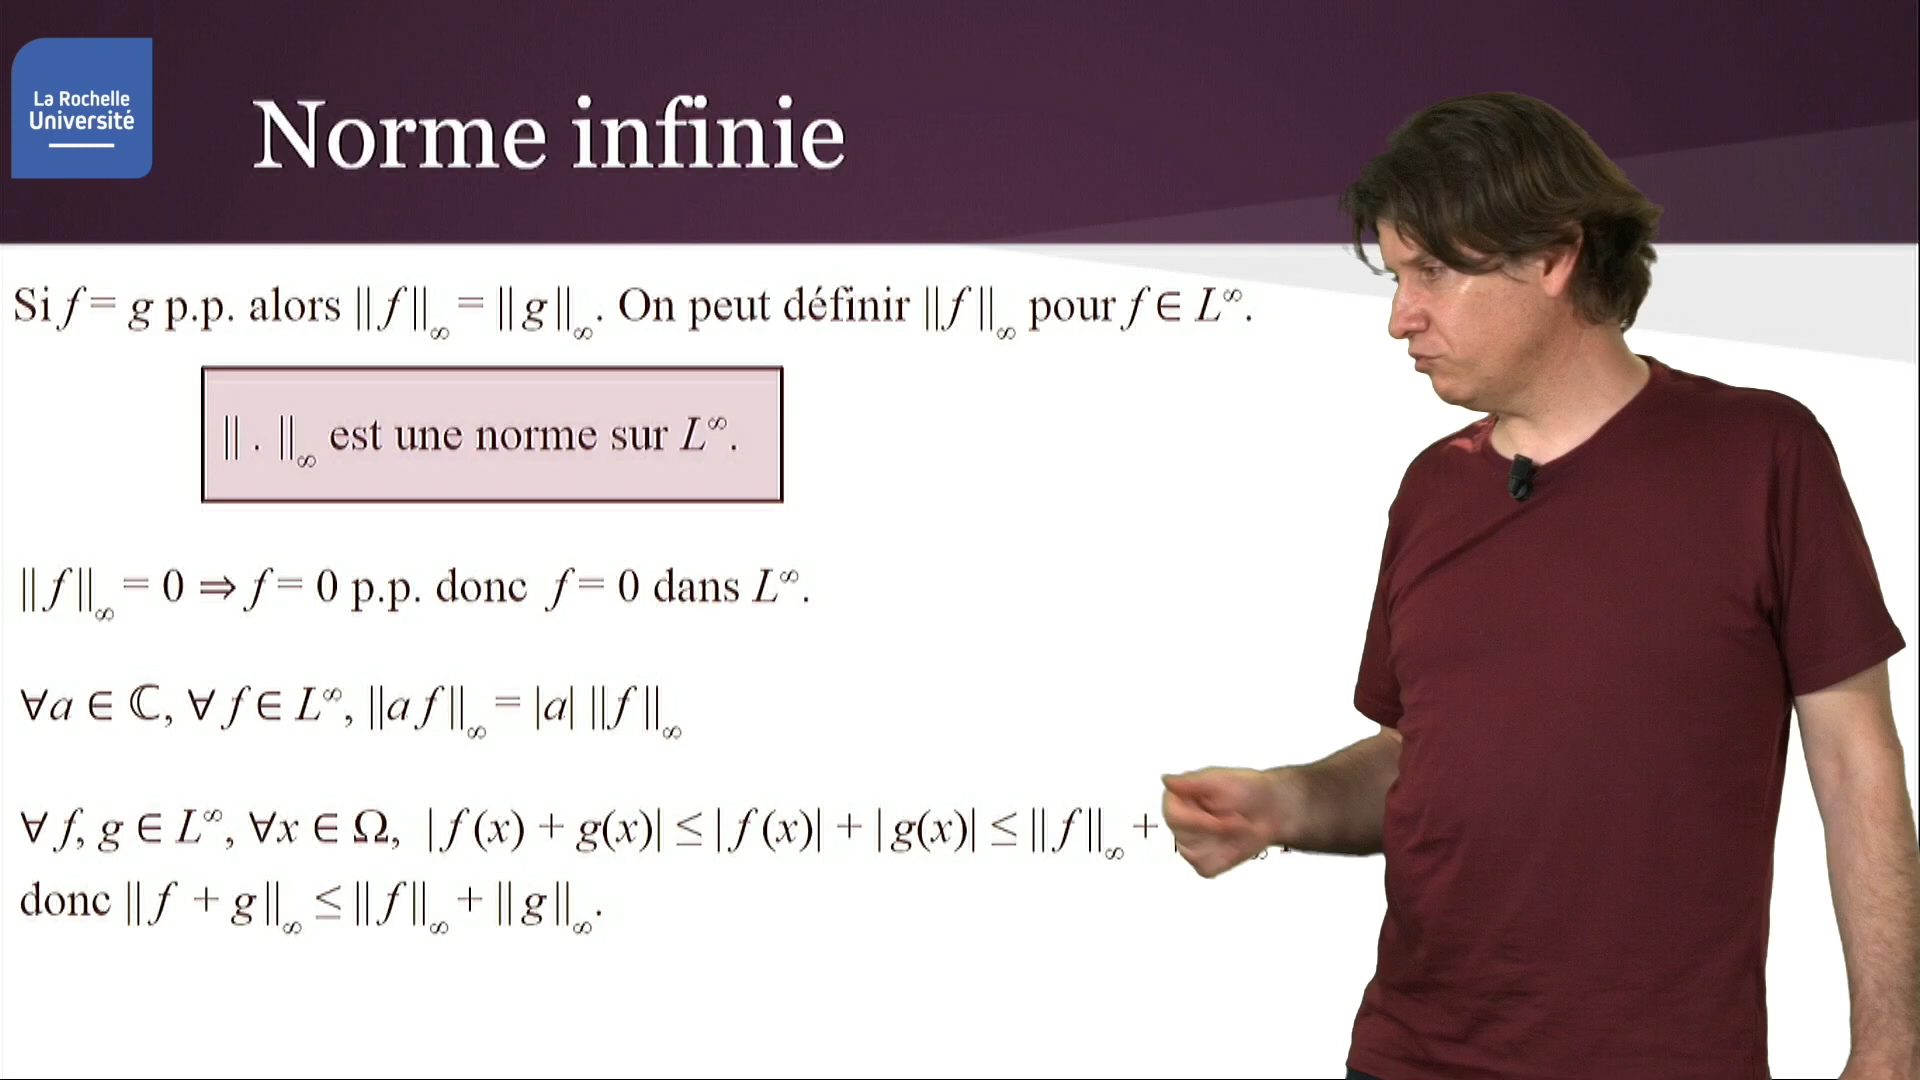 La Rochelle
Université
Norme infinie
Si f = g p.p. alors ‖ f ‖∞ = ‖ g ‖∞. On peut définir ‖ f ‖∞ pour f ∈ L∞.
‖ . ‖∞ est une norme sur L∞.
‖ f ‖∞ = 0 ⇒ f = 0 p.p. donc f = 0 dans L∞.
∀a ∈ ℂ, ∀ f ∈ L∞, ‖a f ‖∞ = |a| ‖ f ‖∞
∀ f, g ∈ L∞, ∀x ∈ Ω, | f (x) + g(x)| ≤ | f (x)| + | g(x)| ≤ ‖ f ‖∞ +
donc ‖ f + g ‖∞ ≤ ‖ f ‖∞ + ‖ g ‖∞.